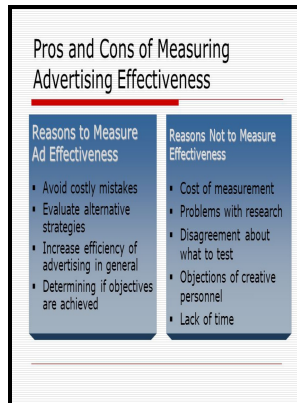 Pros and Cons of Measuring
Advertising Effectiveness
Reasons to Measure
Ad Effectiveness
▪ Avoid costly mistakes
▪ Evaluate alternative
strategies
▪ Increase efficiency of
advertising in general
▪ Determining if objectives
are achieved
Reasons Not to Measure
Effectiveness
▪ Cost of measurement
▪ Problems with research
▪ Disagreement about
what to test
▪ Objections of creative
personnel
▪ Lack of time